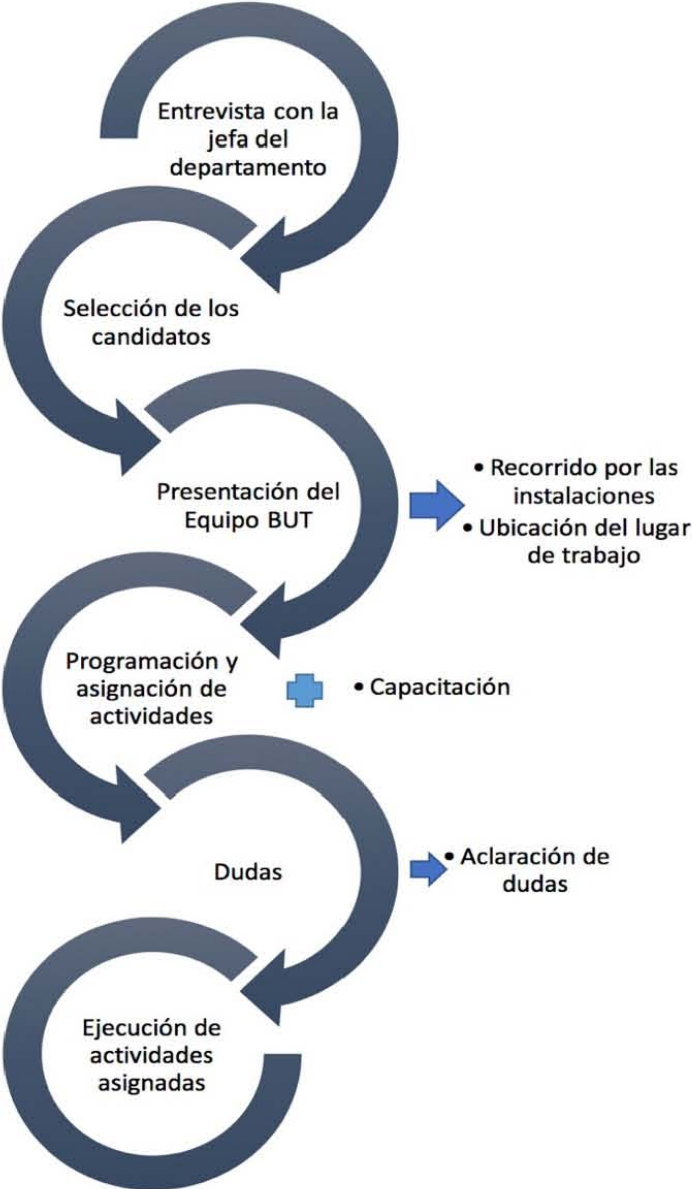 Entrevista con la
jefa del
departamento
Selección de los
candidatos
Presentación del
Equipo BUT
• Recorrido por las
instalaciones
• Ubicación del lugar
de trabajo
Programación y
asignación de
actividades
• Capacitación
Dudas
• Aclaración de
dudas
Ejecución de
actividades
asignadas